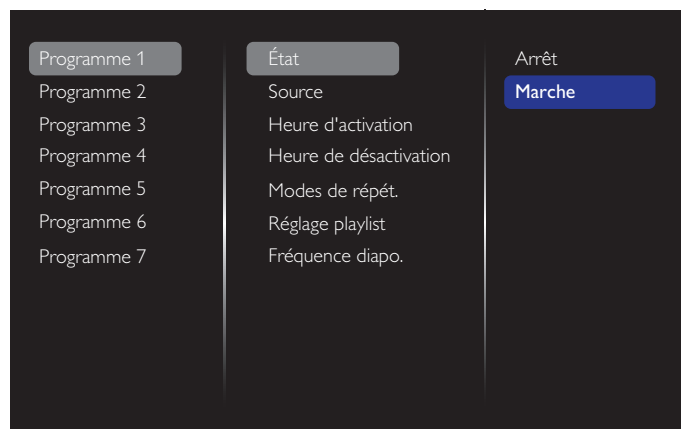 Programme 1
Programme 2
Programme 3
Programme 4
Programme 5
Programme 6
Programme 7
État
Source
Heure d'activation
Heure de désactivation
Modes de répét.
Réglage playlist
Fréquence diapo.
Arrêt
Marche